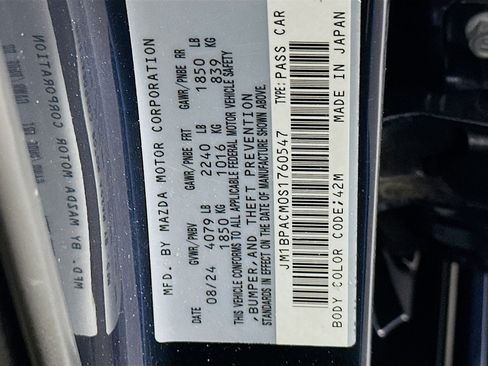 MFD. BY MAZDA MOTOR CORPORATION
DATE GVWR/PNBV GAWR/PNBE FRT GAWR/PNBE RR
08/24 4079 LB 2240 LB 1850 LB
1850 KG 1016 KG 839 KG
THIS VEHICLE CONFORMS TO ALL APPLICABLE FEDERAL MOTOR VEHICLE SAFETY
,BUMPER,AND THEFT PREVENTION
STANDARDS IN EFFECT ON THE DATE OF MANUFACTURE SHOWN ABOVE.
JM1BPACM0S1760547 TYPE:PASS CAR
BODY COLOR CODE;42M MADE IN JAPAN